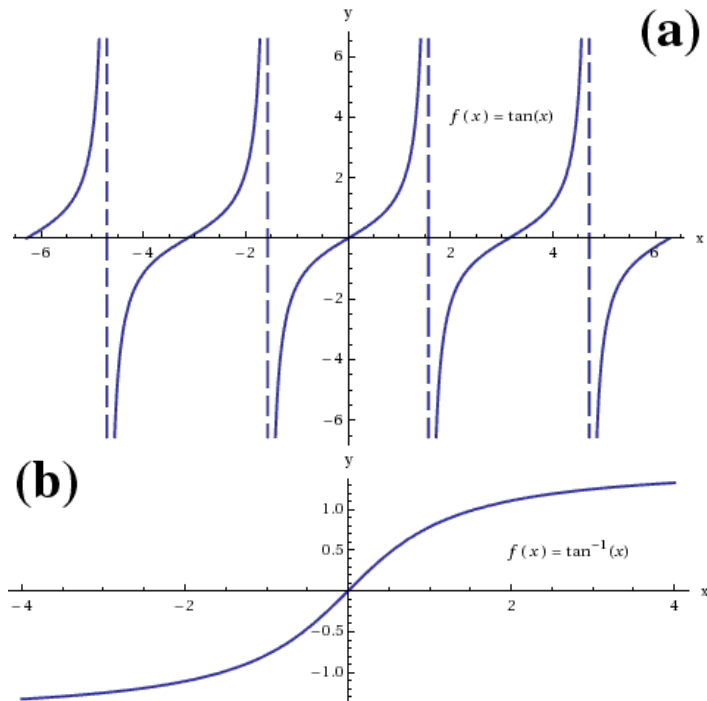 y
(a)
6
4
f(x) = tan(x)
2
−6 −4 −2 2 4 6 x
−2
−4
−6
(b)
y
1.0
0.5
f(x) = tan⁻¹(x)
−4 −2 2 4 x
−0.5
−1.0